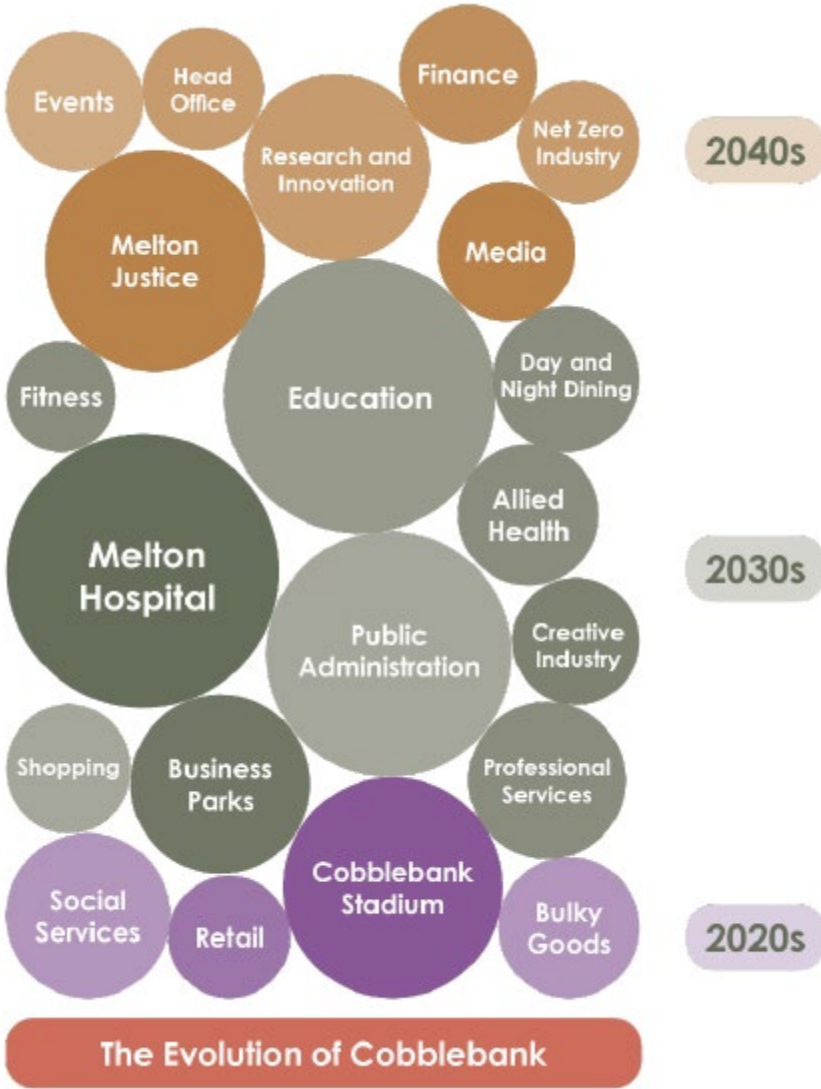 Events
Head
Office
Finance
Research and
Innovation
Net Zero
Industry
2040s
Melton
Justice
Media
Fitness
Education
Day and
Night Dining
Melton
Hospital
Allied
Health
2030s
Public
Administration
Creative
Industry
Shopping
Business
Parks
Professional
Services
Social
Services
Retail
Cobblebank
Stadium
Bulky
Goods
2020s
The Evolution of Cobblebank